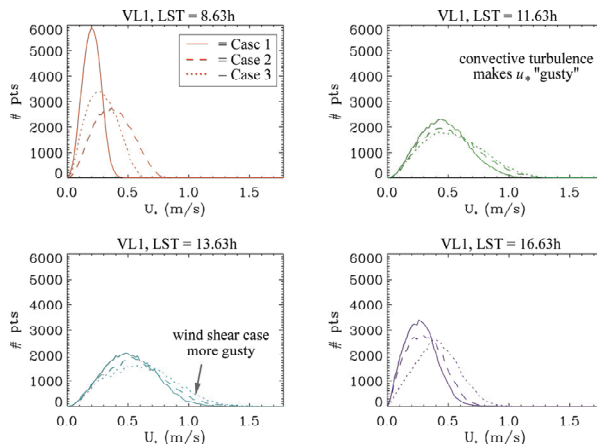 VL1, LST = 8.63h
6000
5000
4000
3000
2000
1000
0
# pts
0.0 0.5 1.0 1.5
U* (m/s)
= Case 1
= Case 2
= Case 3
VL1, LST = 11.63h
6000
5000
4000
3000
2000
1000
0
# pts
0.0 0.5 1.0 1.5
U* (m/s)
convective turbulence
makes u* "gusty"
VL1, LST = 13.63h
6000
5000
4000
3000
2000
1000
0
# pts
0.0 0.5 1.0 1.5
U* (m/s)
wind shear case
more gusty
VL1, LST = 16.63h
6000
5000
4000
3000
2000
1000
0
# pts
0.0 0.5 1.0 1.5
U* (m/s)